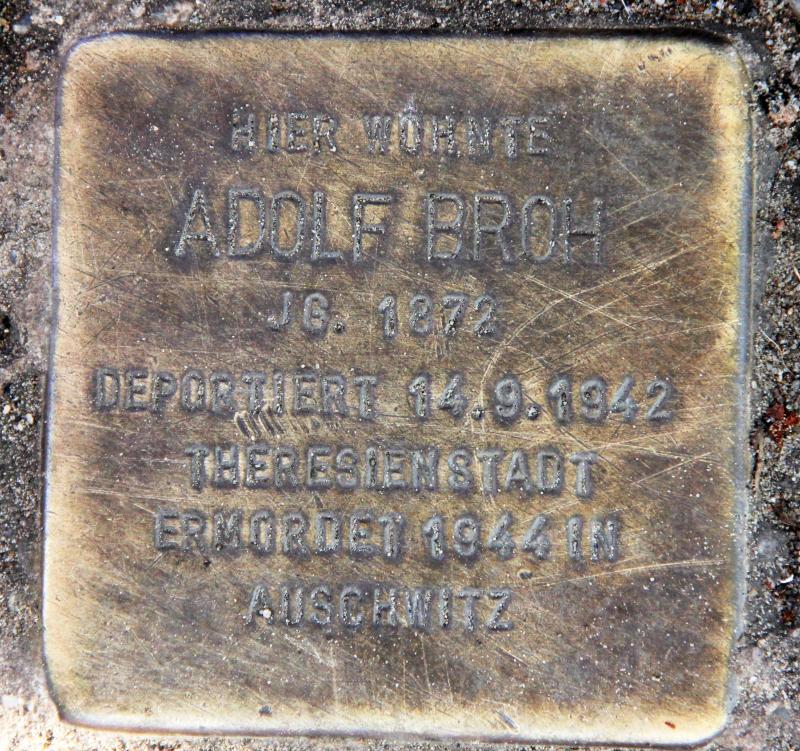 HIER WOHNTE
ADOLF BROH
JG. 1872
DEPORTIERT 14.9.1942
THERESIENSTADT
ERMORDET 1944 IN
AUSCHWITZ